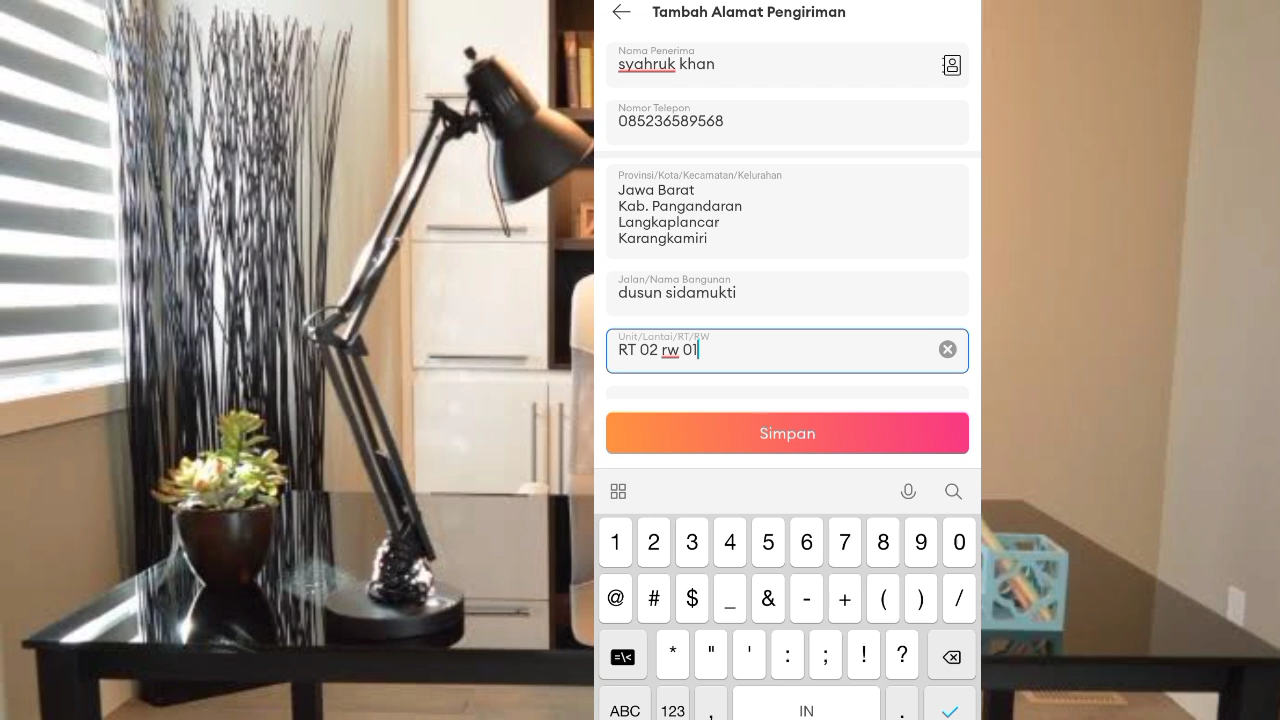 Tambah Alamat Pengiriman
Nama Penerima
syahruk khan
Nomor Telepon
085236589568
Provinsi/Kota/Kecamatan/Kelurahan
Jawa Barat
Kab. Pangandaran
Langkaplancar
Karangkamiri
Jalan/Nama Bangunan
dusun sidamukti
Unit/Lantai/RT/RW
RT 02 rw 01
Simpan
1 2 3 4 5 6 7 8 9 0
@ # $ _ & - + ( ) /
=\< * " ' : ; ! ?
ABC 123 , IN .